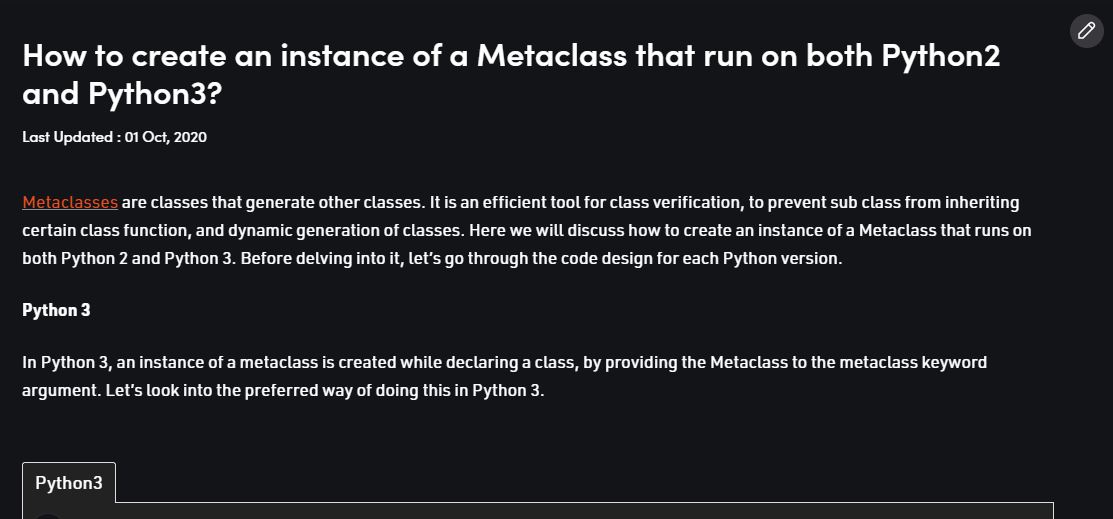 How to create an instance of a Metaclass that run on both Python2
and Python3?
Last Updated : 01 Oct, 2020
Metaclasses are classes that generate other classes. It is an efficient tool for class verification, to prevent sub class from inheriting
certain class function, and dynamic generation of classes. Here we will discuss how to create an instance of a Metaclass that runs on
both Python 2 and Python 3. Before delving into it, let’s go through the code design for each Python version.
Python 3
In Python 3, an instance of a metaclass is created while declaring a class, by providing the Metaclass to the metaclass keyword
argument. Let’s look into the preferred way of doing this in Python 3.
Python3